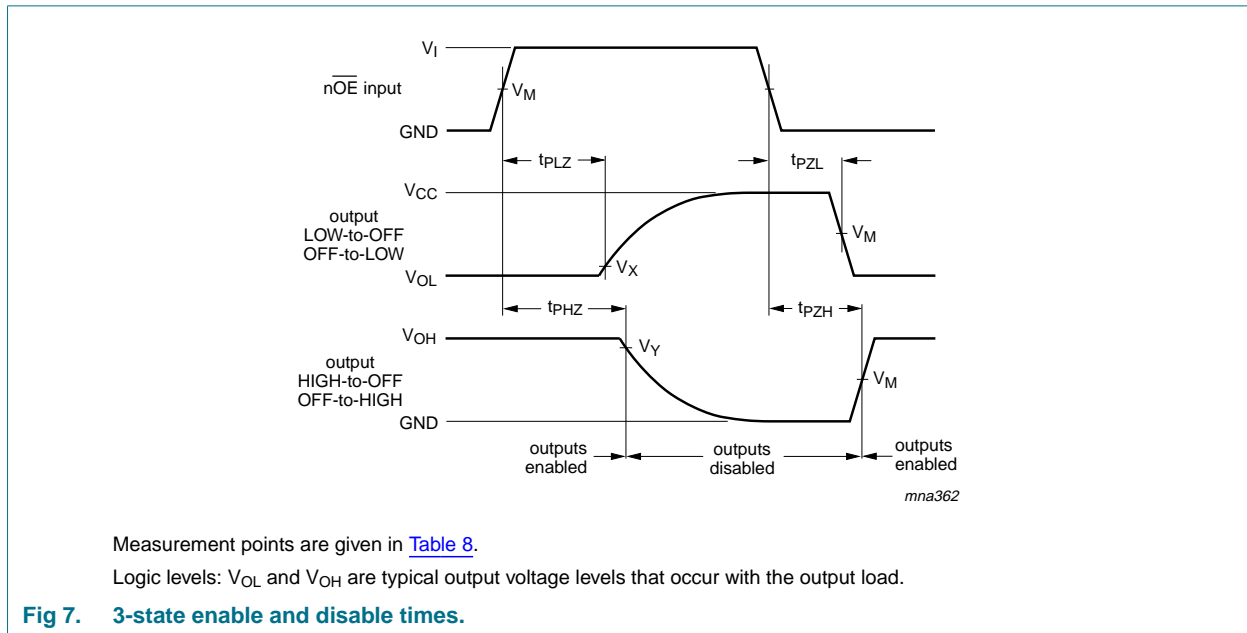 V_I
nOE input
V_M
GND
t_PLZ
t_PZL
V_CC
output
LOW-to-OFF
OFF-to-LOW
V_M
V_X
V_OL
t_PHZ
t_PZH
V_OH
V_Y
output
HIGH-to-OFF
OFF-to-HIGH
V_M
GND
outputs
enabled
outputs
disabled
outputs
enabled
mna362
Measurement points are given in Table 8.
Logic levels: V_OL and V_OH are typical output voltage levels that occur with the output load.
Fig 7. 3-state enable and disable times.